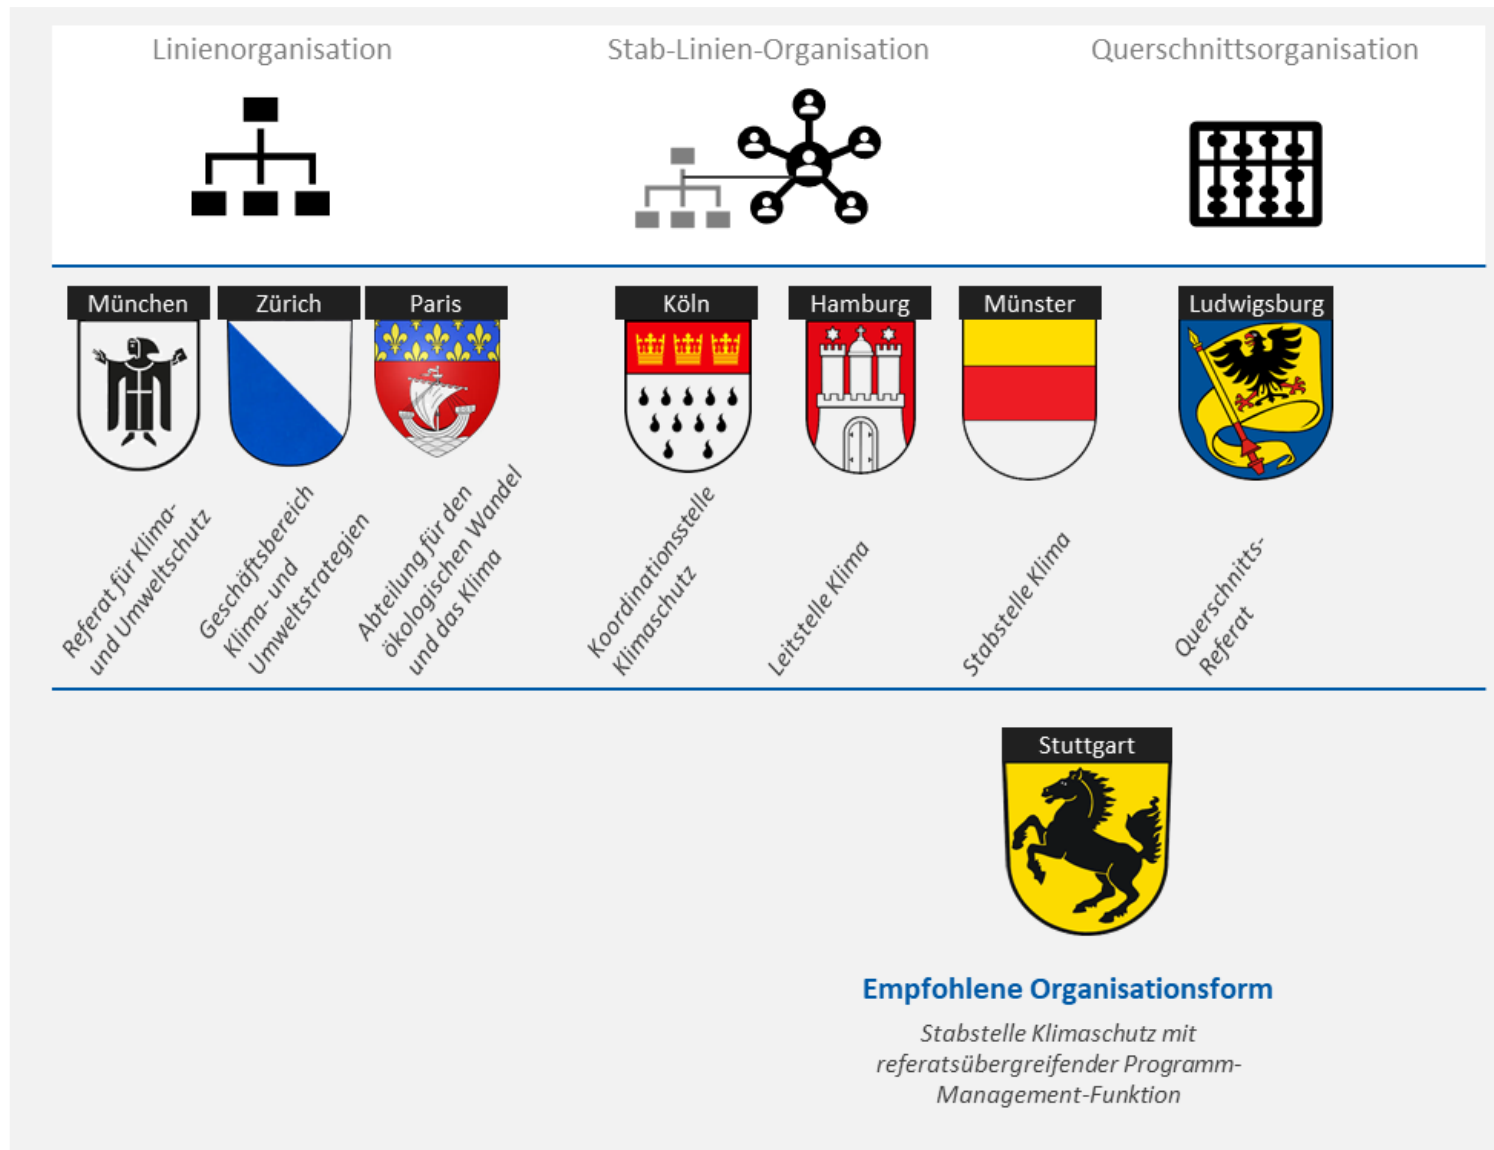 Linienorganisation
Stab-Linien-Organisation
Querschnittsorganisation
München
Zürich
Paris
Köln
Hamburg
Münster
Ludwigsburg
Referat für Klima-
und Umweltschutz
Geschäftsbereich
Klima- und
Umweltstrategien
Abteilung für den
ökologischen Wandel
und das Klima
Koordinationsstelle
Klimaschutz
Leitstelle Klima
Stabstelle Klima
Querschnitts-
Referat
Stuttgart
Empfohlene Organisationsform
Stabstelle Klimaschutz mit
referatsübergreifender Programm-
Management-Funktion